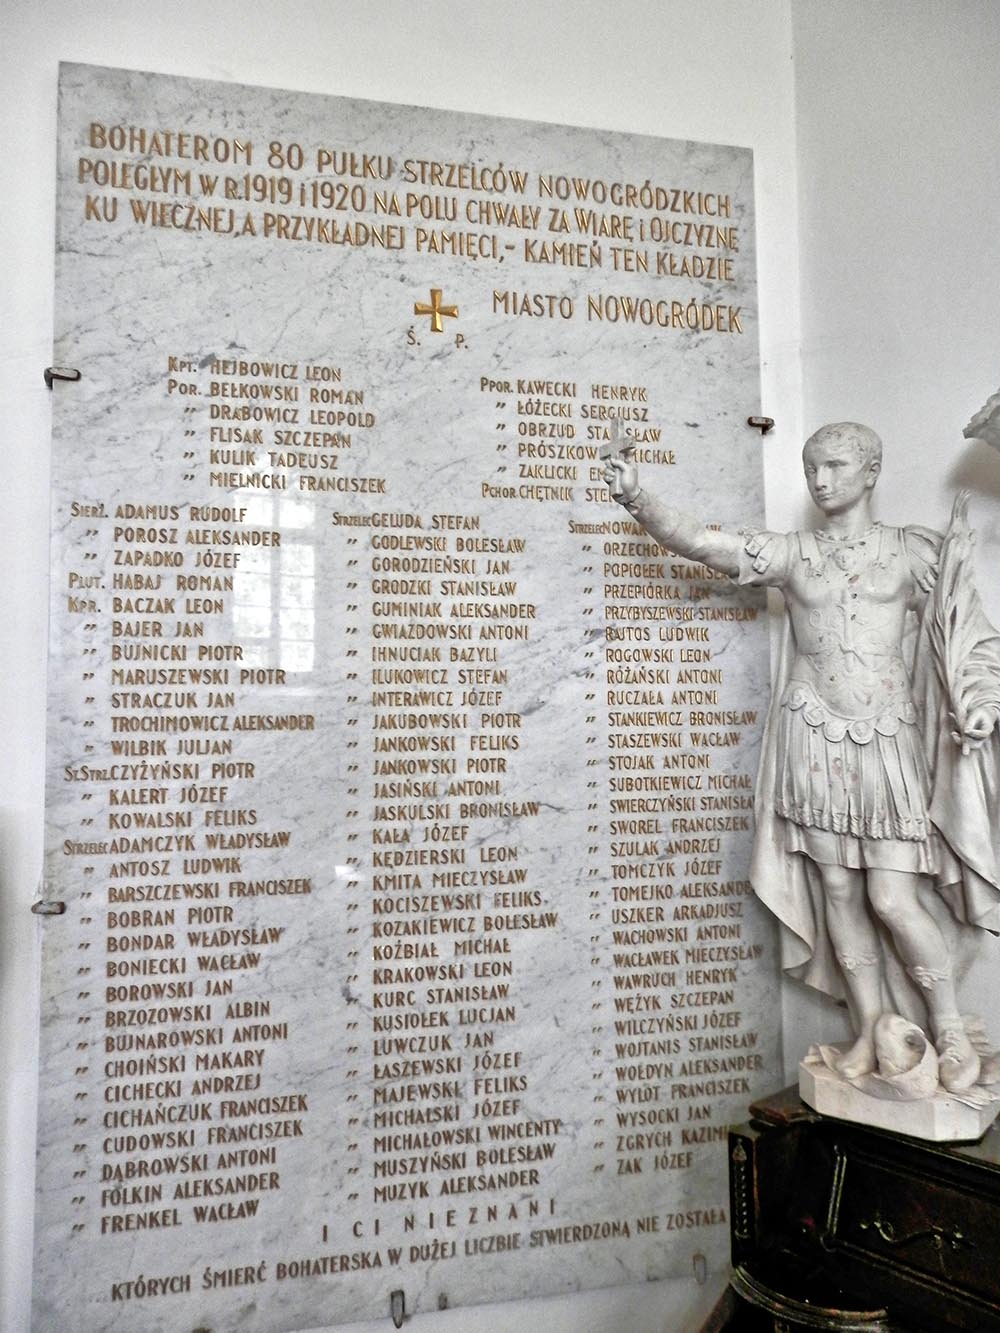 BOHATEROM 80 PUŁKU STRZELCÓW NOWOGRÓDZKICH
POLEGŁYM W R.1919 i 1920 NA POLU CHWAŁY ZA WIARĘ i OJCZYZNĘ
KU WIECZNEJ, A PRZYKŁADNEJ PAMIĘCI,- KAMIEŃ TEN KŁADZIE
MIASTO NOWOGRÓDEK
Ś. P.
KPT. HEJBOWICZ LEON
POR. BEŁKOWSKI ROMAN
" DRABOWICZ LEOPOLD
" FLISAK SZCZEPAN
" KULIK TADEUSZ
" MIELNICKI FRANCISZEK
PPOR. KAWECKI HENRYK
" ŁÓŻECKI SERGIUSZ
" OBRZUD
" MICHAŁ
" ZAKLICKI
PCHOR. CHĘTNIK
SIERŻ. ADAMUS RUDOLF
" POROSZ ALEKSANDER
" ZAPADKO JÓZEF
PLUT. HABAJ ROMAN
KPR. BACZAK LEON
" BAJER JAN
" BUJNICKI PIOTR
" MARUSZEWSKI PIOTR
" STRACZUK JAN
" TROCHIMOWICZ ALEKSANDER
" WILBIK JULJAN
ST.STRZ. CZYŻYŃSKI PIOTR
" KALERT JÓZEF
" KOWALSKI FELIKS
STRZELEC ADAMCZYK WŁADYSŁAW
" ANTOSZ LUDWIK
" BARSZCZEWSKI FRANCISZEK
" BOBRAN PIOTR
" BONDAR WŁADYSŁAW
" BONIECKI WACŁAW
" BOROWSKI JAN
" BRZOZOWSKI ALBIN
" BUJNAROWSKI ANTONI
" CHOIŃSKI MAKARY
" CICHECKI ANDRZEJ
" CICHAŃCZUK FRANCISZEK
" CUDOWSKI FRANCISZEK
" DĄBROWSKI ANTONI
" FÓLKIN ALEKSANDER
" FRENKEL WACŁAW
STRZELEC GELUDA STEFAN
" GODLEWSKI BOLESŁAW
" GORODZIEŃSKI JAN
" GRODZKI STANISŁAW
" GUMINIAK ALEKSANDER
" GWIAZDOWSKI ANTONI
" IHNUCIAK BAZYLI
" ILUKOWICZ STEFAN
" INTERAWICZ JÓZEF
" JAKUBOWSKI PIOTR
" JANKOWSKI FELIKS
" JANKOWSKI PIOTR
" JASIŃSKI ANTONI
" JASKULSKI BRONISŁAW
" KAŁA JÓZEF
" KĘDZIERSKI LEON
" KMITA MIECZYSŁAW
" KOCISZEWSKI FELIKS
" KOZAKIEWICZ BOLESŁAW
" KOŹBIAŁ MICHAŁ
" KRAKOWSKI LEON
" KURC STANISŁAW
" KUSIOŁEK LUCJAN
" LUWCZUK JAN
" ŁASZEWSKI JÓZEF
" MAJEWSKI FELIKS
" MICHALSKI JÓZEF
" MICHAŁOWSKI WINCENTY
" MUSZYŃSKI BOLESŁAW
" MUZYK ALEKSANDER
STRZELEC
"
" POPIOŁEK
" PRZEPIÓRKA JAN
" PRZYBYSZEWSKI STANISŁAW
" RAJTOS LUDWIK
" ROGOWSKI LEON
" RÓŻAŃSKI ANTONI
" RUCZAŁA ANTONI
" STANKIEWICZ BRONISŁAW
" STASZEWSKI WACŁAW
" STOJAK ANTONI
" SUBOTKIEWICZ MICHAŁ
" SWIERCZYŃSKI
" SWOREL FRANCISZEK
" SZULAK ANDRZEJ
" TOMCZYK JÓZEF
" TOMEJKO
" USZKER ARKADJUSZ
" WACHOWSKI ANTONI
" WACŁAWEK MIECZYSŁAW
" WAWRUCH HENRYK
" WĘŻYK SZCZEPAN
" WILCZYŃSKI JÓZEF
" WOJTANIS STANISŁAW
" WOŁDYN ALEKSANDER
" WYLOT FRANCISZEK
" WYSOCKI JAN
" ZGRYCH
" ZAK JÓZEF
I CI NIEZNANI
KTÓRYCH ŚMIERĆ BOHATERSKA W DUŻEJ LICZBIE STWIERDZONĄ NIE ZOSTAŁA